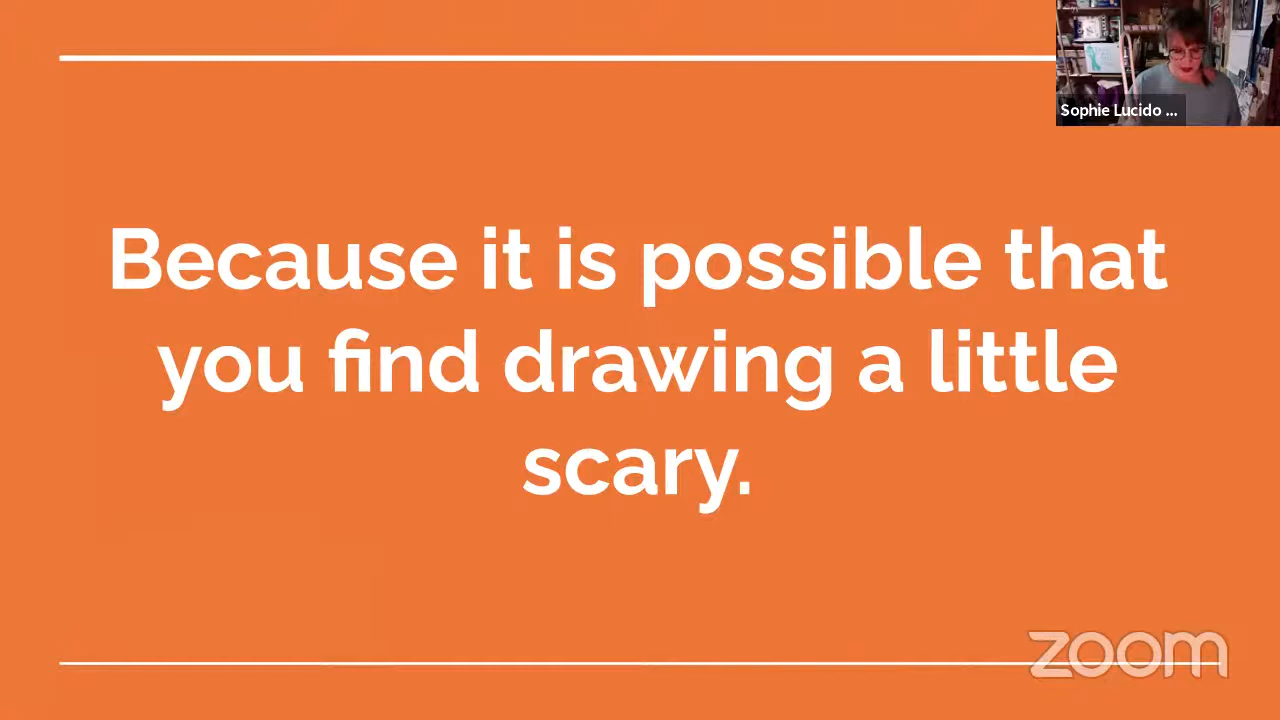 Sophie Lucido ...
Because it is possible that
you find drawing a little
scary.
zoom